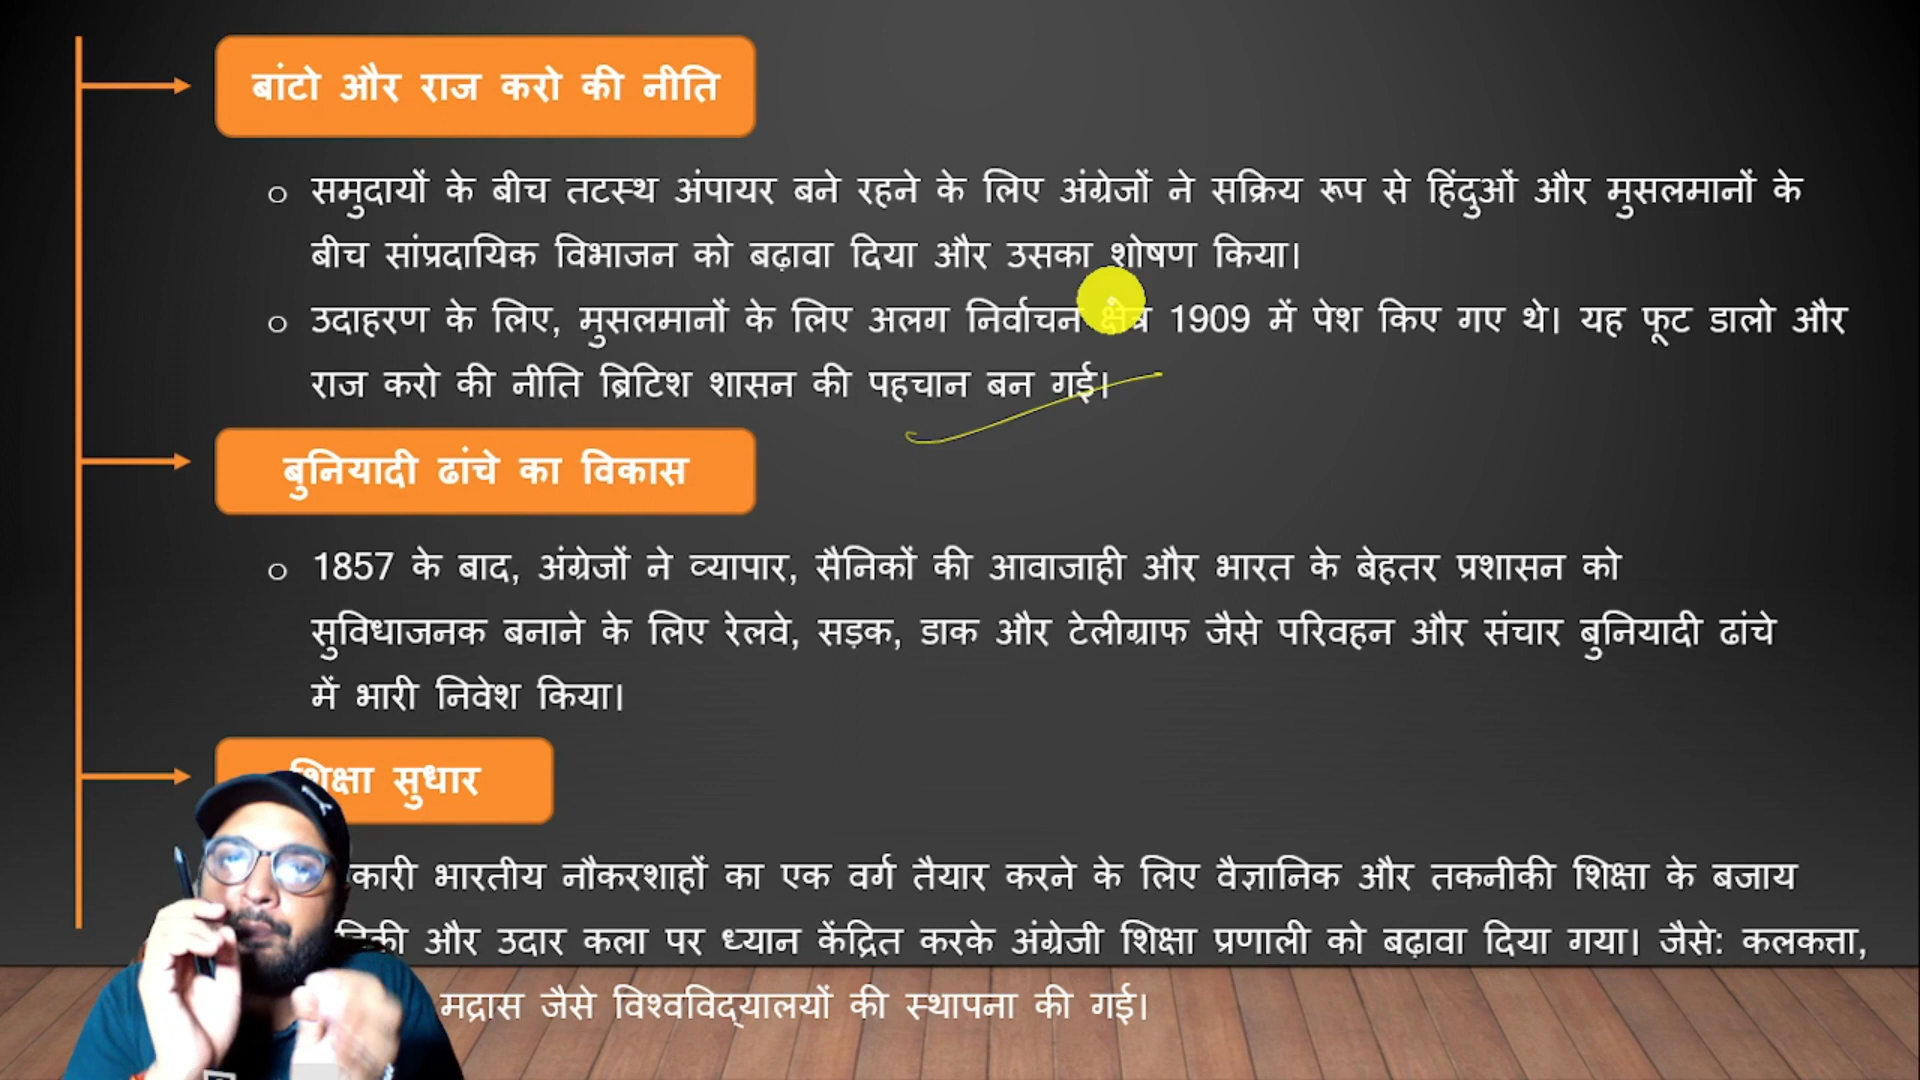 बांटो और राज करो की नीति
समुदायों के बीच तटस्थ अंपायर बने रहने के लिए अंग्रेजों ने सक्रिय रूप से हिंदुओं और मुसलमानों के
बीच सांप्रदायिक विभाजन को बढ़ावा दिया और उसका शोषण किया।
उदाहरण के लिए, मुसलमानों के लिए अलग निर्वाचन क्षेत्र 1909 में पेश किए गए थे। यह फूट डालो और
राज करो की नीति ब्रिटिश शासन की पहचान बन गई।
बुनियादी ढांचे का विकास
1857 के बाद, अंग्रेजों ने व्यापार, सैनिकों की आवाजाही और भारत के बेहतर प्रशासन को
सुविधाजनक बनाने के लिए रेलवे, सड़क, डाक और टेलीग्राफ जैसे परिवहन और संचार बुनियादी ढांचे
में भारी निवेश किया।
शिक्षा सुधार
भारतीय नौकरशाहों का एक वर्ग तैयार करने के लिए वैज्ञानिक और तकनीकी शिक्षा के बजाय
और उदार कला पर ध्यान केंद्रित करके अंग्रेजी शिक्षा प्रणाली को बढ़ावा दिया गया। जैसे: कलकत्ता,
मद्रास जैसे विश्वविद्यालयों की स्थापना की गई।